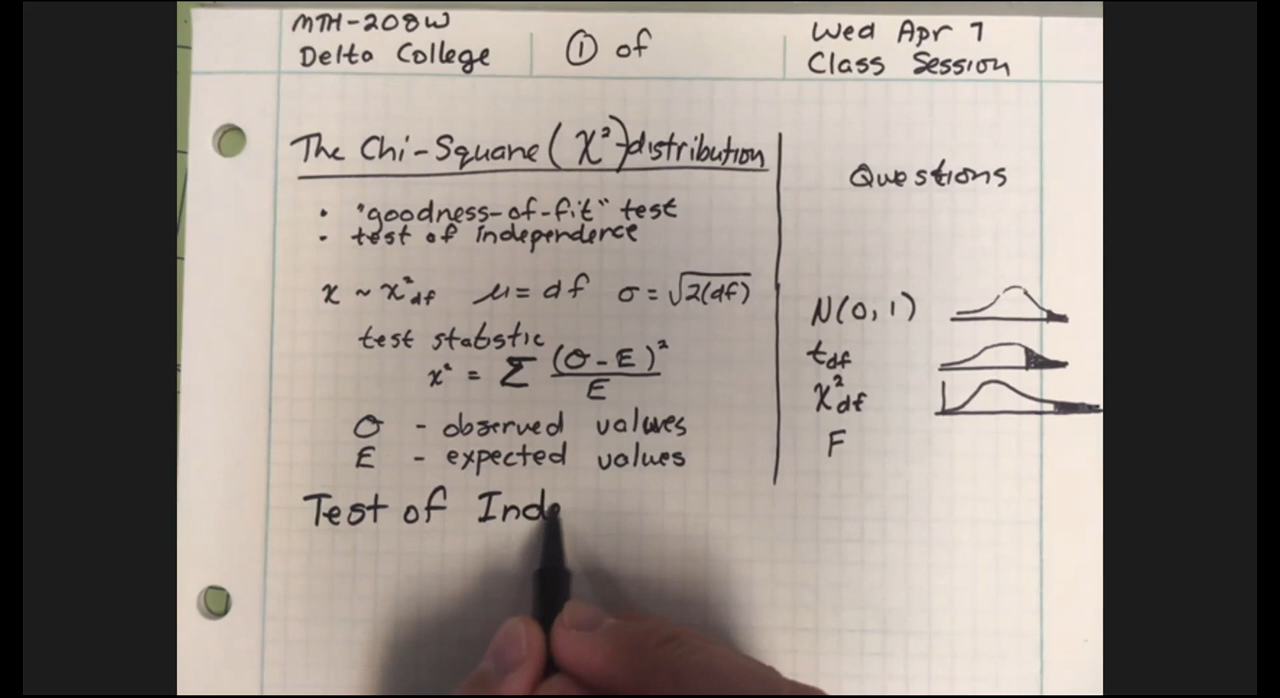 MTH-208W
Delta College
① of
Wed Apr 7
Class Session
The Chi-Square (χ²) distribution
• "goodness-of-fit" test
• test of independence
χ ~ χ²df μ = df σ = √2(df)
test statistic
χ² = Σ (O - E)² / E
O - observed values
E - expected values
Test of Inde
Questions
N(0,1)
tdf
χ²df
F